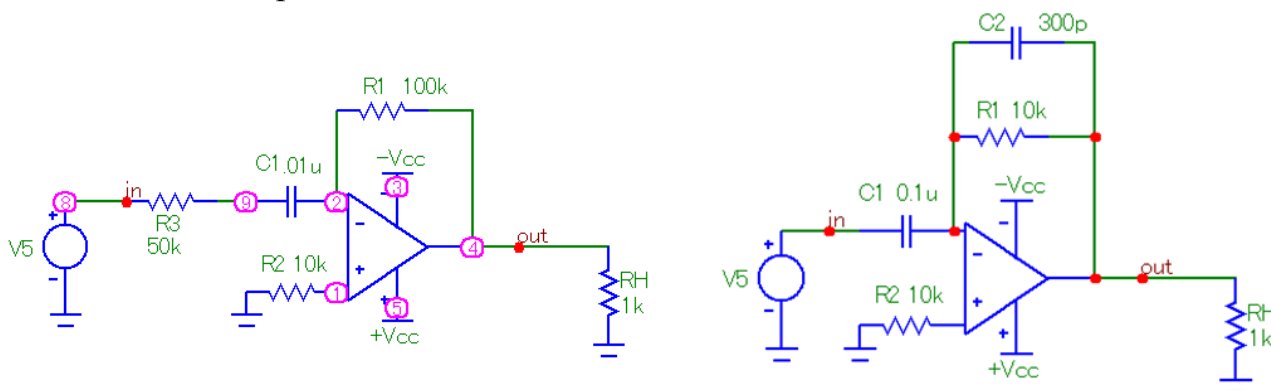 R1 100k
C1 .01u
-Vcc
3
8
in
9
2
R3
50k
V5
4
out
R2 10k
1
5
+Vcc
RH
1k
C2 300p
R1 10k
C1 0.1u
-Vcc
in
V5
out
R2 10k
+Vcc
RH
1k